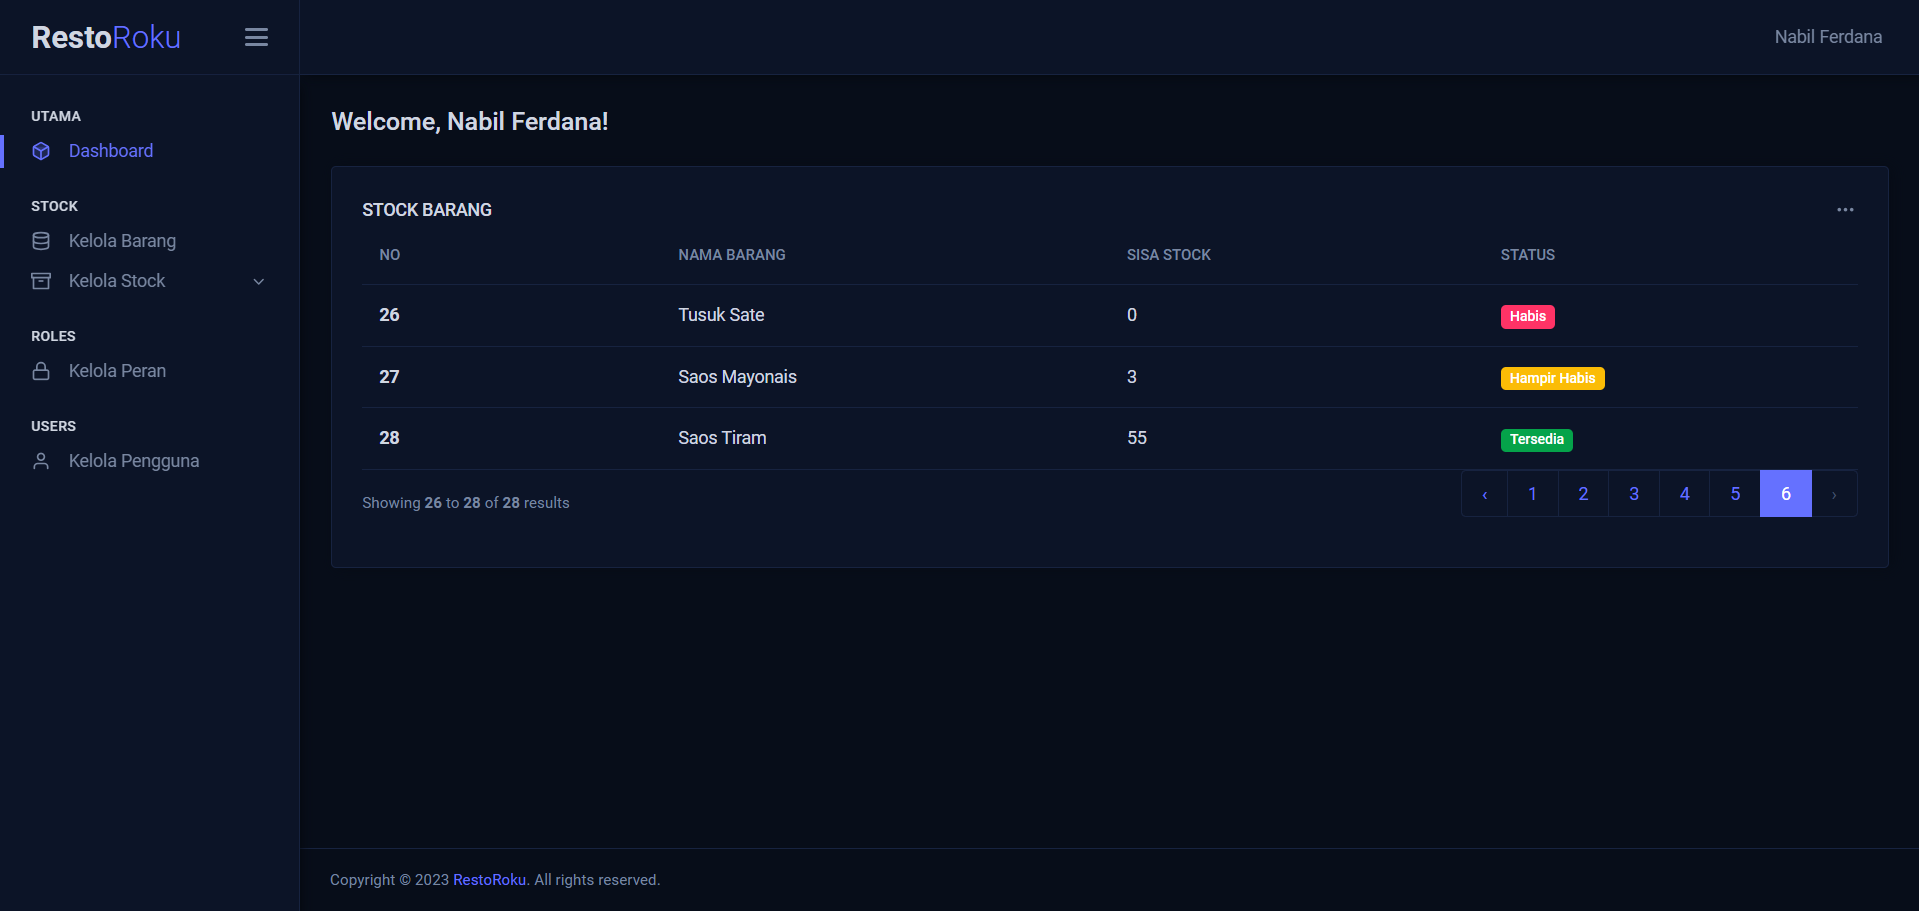 RestoRoku
Nabil Ferdana
UTAMA
Dashboard
STOCK
Kelola Barang
Kelola Stock
ROLES
Kelola Peran
USERS
Kelola Pengguna
Welcome, Nabil Ferdana!
STOCK BARANG
NO NAMA BARANG SISA STOCK STATUS
26 Tusuk Sate 0 Habis
27 Saos Mayonais 3 Hampir Habis
28 Saos Tiram 55 Tersedia
Showing 26 to 28 of 28 results
‹ 1 2 3 4 5 6 ›
Copyright © 2023 RestoRoku. All rights reserved.